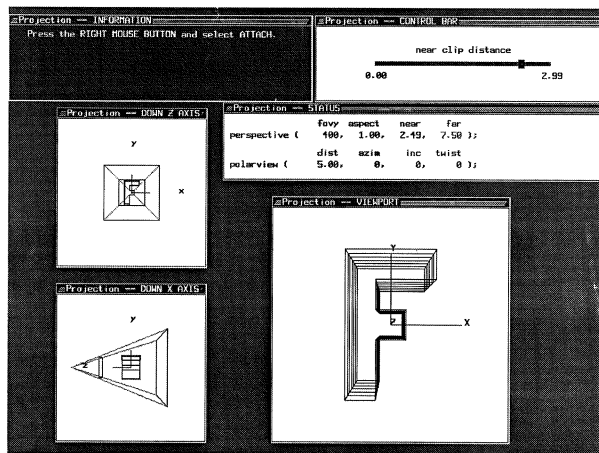 Projection -- INFORMATION
Press the RIGHT MOUSE BUTTON and select ATTACH.
Projection -- CONTROL BAR
near clip distance
0.00 2.99
Projection -- DOWN Z AXIS
y
x
Projection -- STATUS
fovy aspect near far
perspective ( 400, 1.00, 2.49, 7.50 );
dist azim inc twist
polarview ( 5.00, 0, 0, 0 );
Projection -- VIEWPORT
Y
Z
X
Projection -- DOWN X AXIS
y
Z